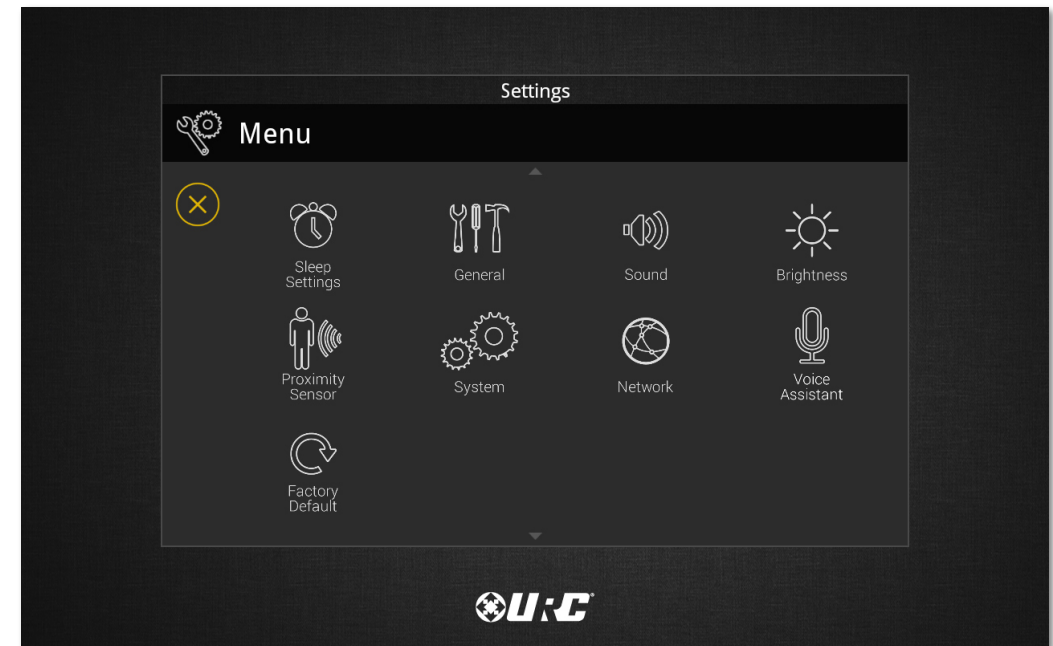 Settings
Menu
Sleep
Settings
General
Sound
Brightness
Proximity
Sensor
System
Network
Voice
Assistant
Factory
Default
URC